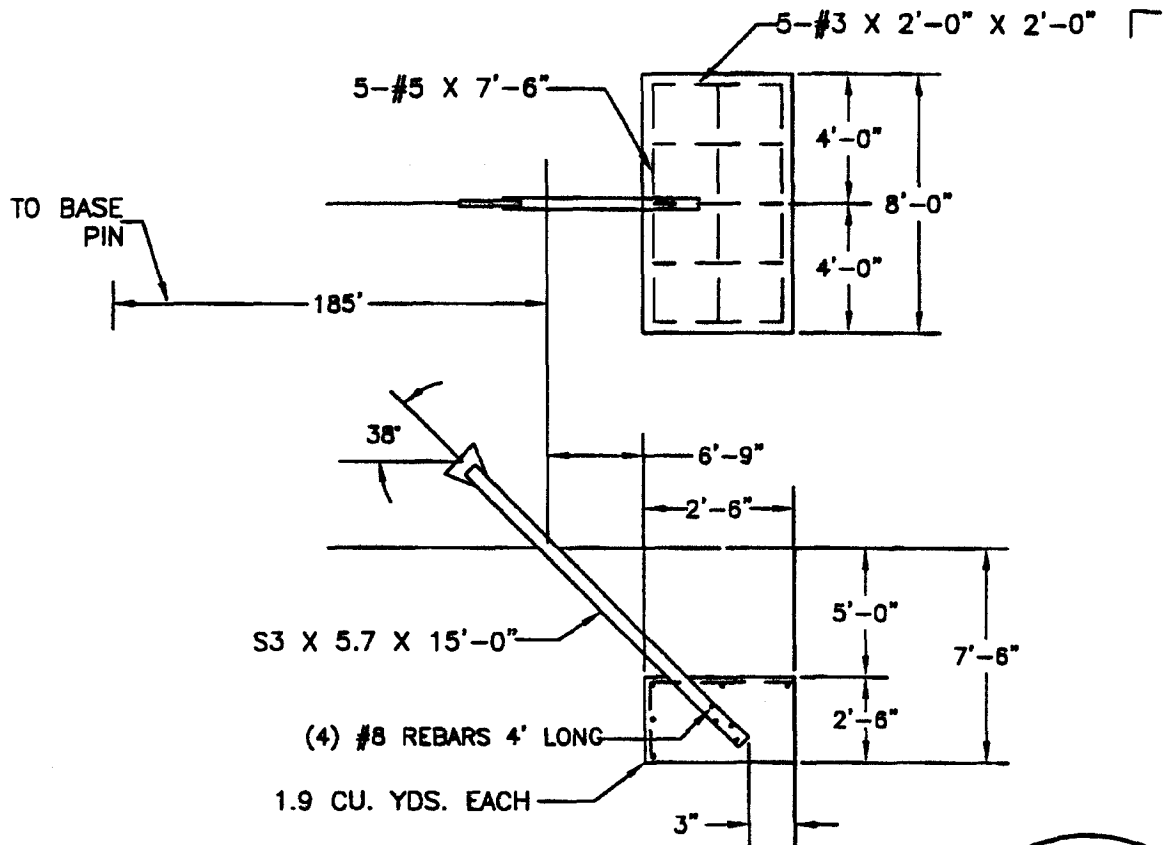 5-#3 X 2'-0" X 2'-0"
5-#5 X 7'-6"
4'-0"
8'-0"
4'-0"
TO BASE
PIN
185'
38°
6'-9"
2'-6"
5'-0"
7'-6"
2'-6"
S3 X 5.7 X 15'-0"
(4) #8 REBARS 4' LONG
1.9 CU. YDS. EACH
3"